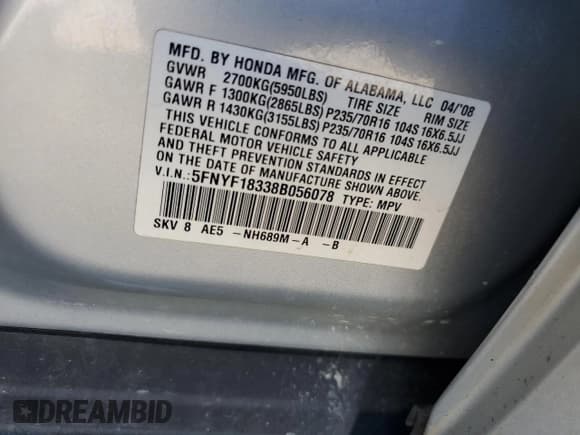 MFD. BY HONDA MFG. OF ALABAMA, LLC 04/'08
GVWR 2700KG(5950LBS) TIRE SIZE RIM SIZE
GAWR F 1300KG(2865LBS) P235/70R16 104S 16X6.5JJ
GAWR R 1430KG(3155LBS) P235/70R16 104S 16X6.5JJ
THIS VEHICLE CONFORMS TO ALL APPLICABLE
FEDERAL MOTOR VEHICLE SAFETY
AND THEFT PREVENTION STANDARDS IN EFFECT
ON THE DATE OF MANUFACTURE SHOWN ABOVE.
V.I.N.: 5FNYF18338B056078 TYPE: MPV
SKV 8 AE5 -NH689M-A -B
DREAMBID